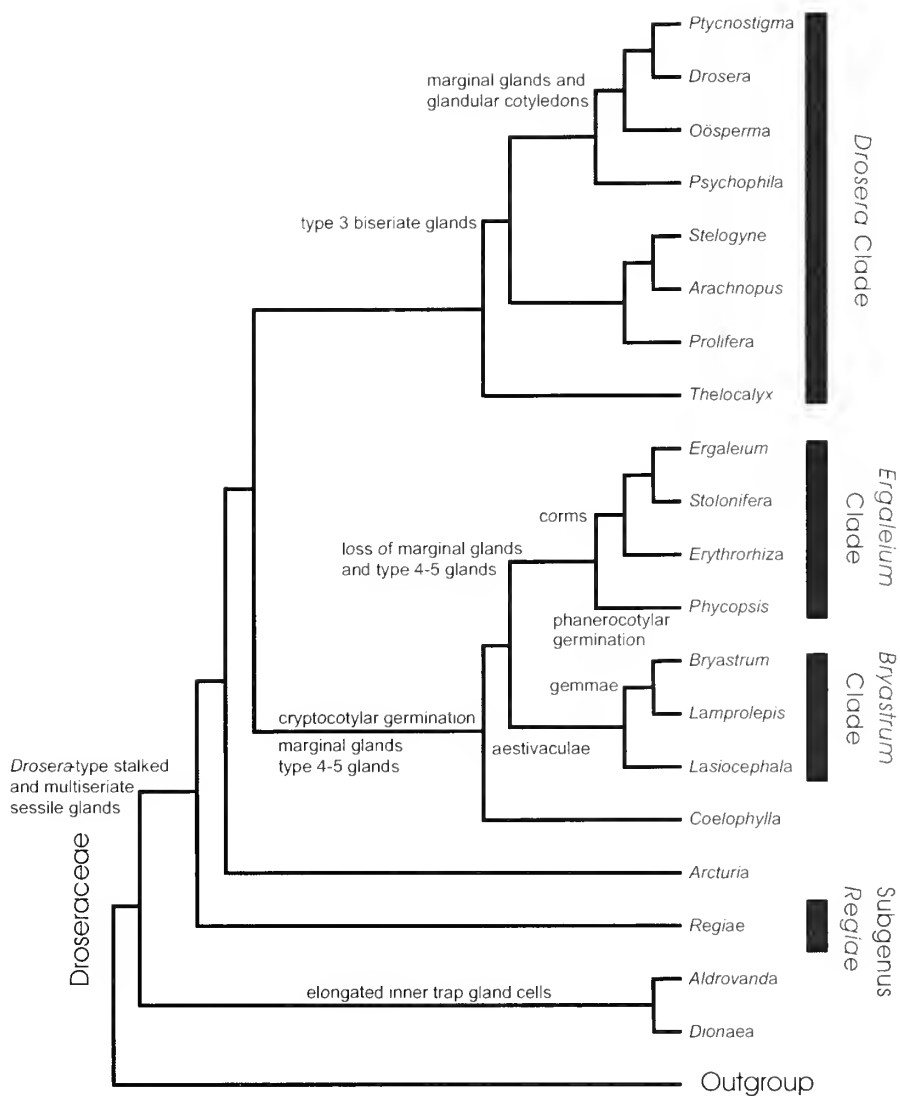 Ptycnostigma
marginal glands and
glandular cotyledons
Drosera
Oösperma
Psychophila
type 3 biseriate glands
Stelogyne
Arachnopus
Prolifera
Thelocalyx
Drosera Clade
Ergaleium
Stolonifera
corms
loss of marginal glands
and type 4-5 glands
Erythrorhiza
Phycopsis
phanerocotylar
germination
Ergaleium
Clade
Bryastrum
gemmae
Lamprolepis
cryptocotylar germination
marginal glands
type 4-5 glands
aestivaculae
Lasiocephala
Bryastrum
Clade
Coelophylla
Drosera-type stalked
and multiseriate
sessile glands
Arcturia
Droseraceae
Regiae
Subgenus
Regiae
Aldrovanda
elongated inner trap gland cells
Dionaea
Outgroup